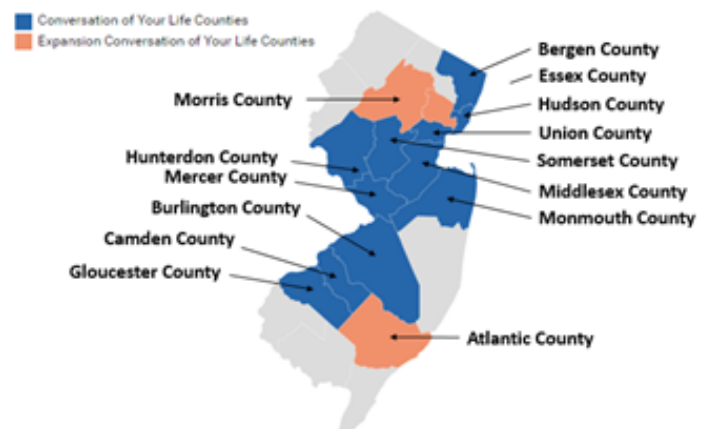 Conversation of Your Life Counties
Expansion Conversation of Your Life Counties
Bergen County
Essex County
Morris County
Hudson County
Union County
Hunterdon County
Somerset County
Mercer County
Middlesex County
Burlington County
Monmouth County
Camden County
Gloucester County
Atlantic County